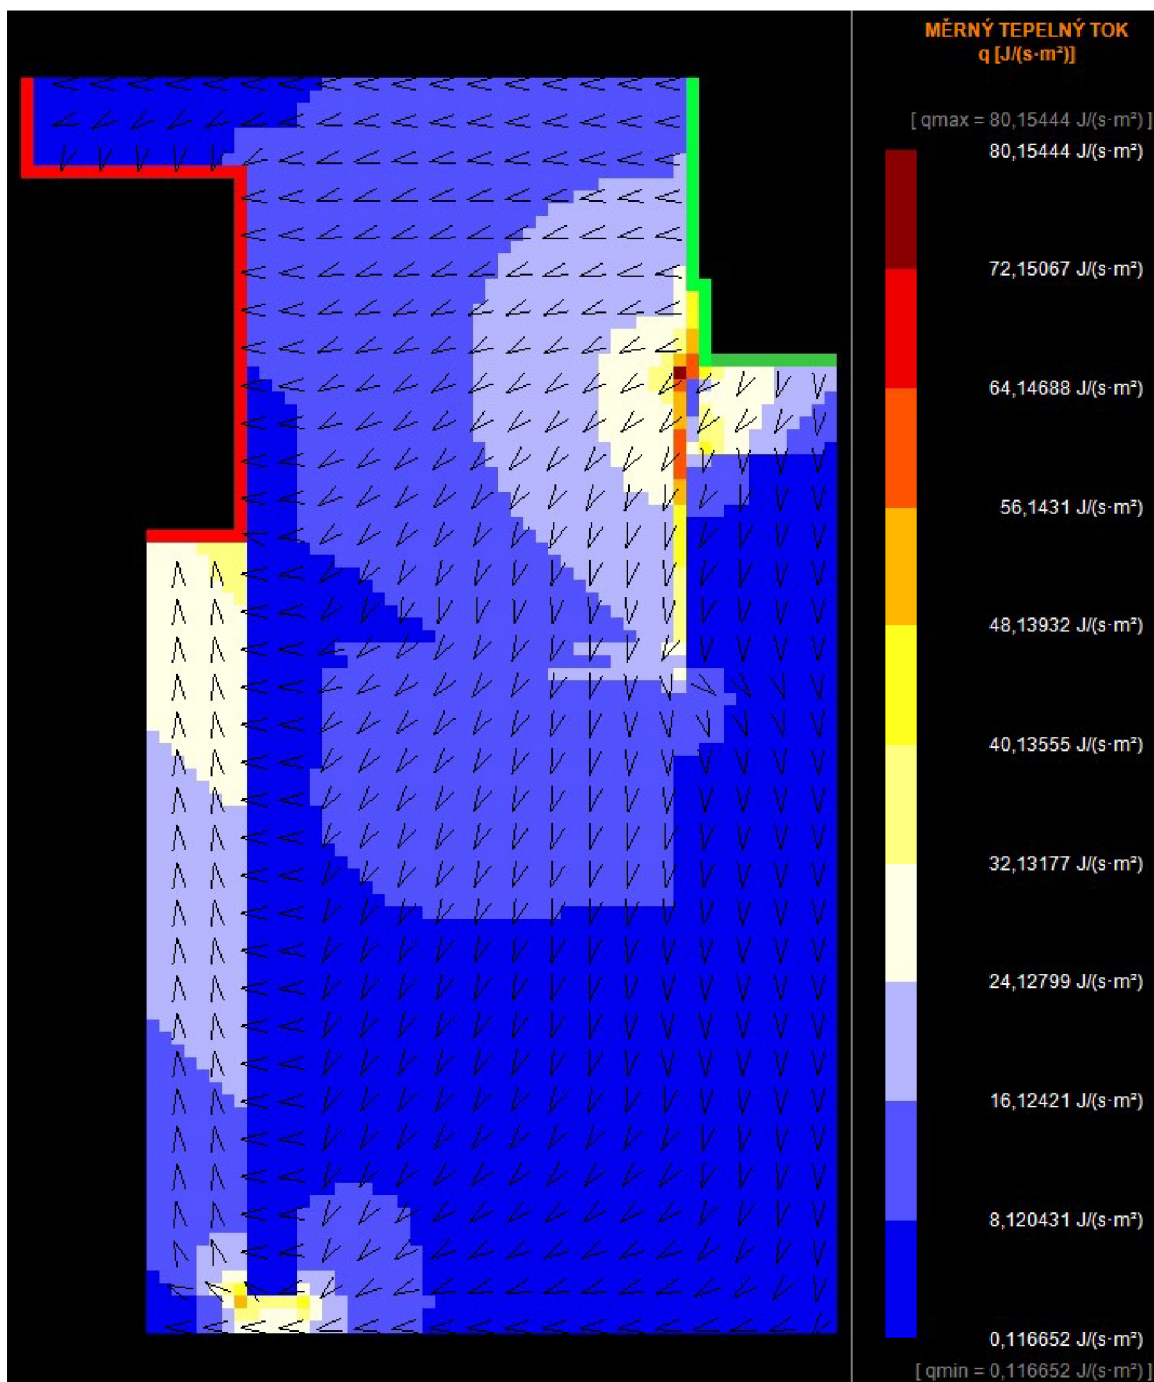 MĚRNÝ TEPELNÝ TOK
q [J/(s·m²)]
[ qmax = 80,15444 J/(s·m²) ]
80,15444 J/(s·m²)
72,15067 J/(s·m²)
64,14688 J/(s·m²)
56,1431 J/(s·m²)
48,13932 J/(s·m²)
40,13555 J/(s·m²)
32,13177 J/(s·m²)
24,12799 J/(s·m²)
16,12421 J/(s·m²)
8,120431 J/(s·m²)
0,116652 J/(s·m²)
[ qmin = 0,116652 J/(s·m²) ]